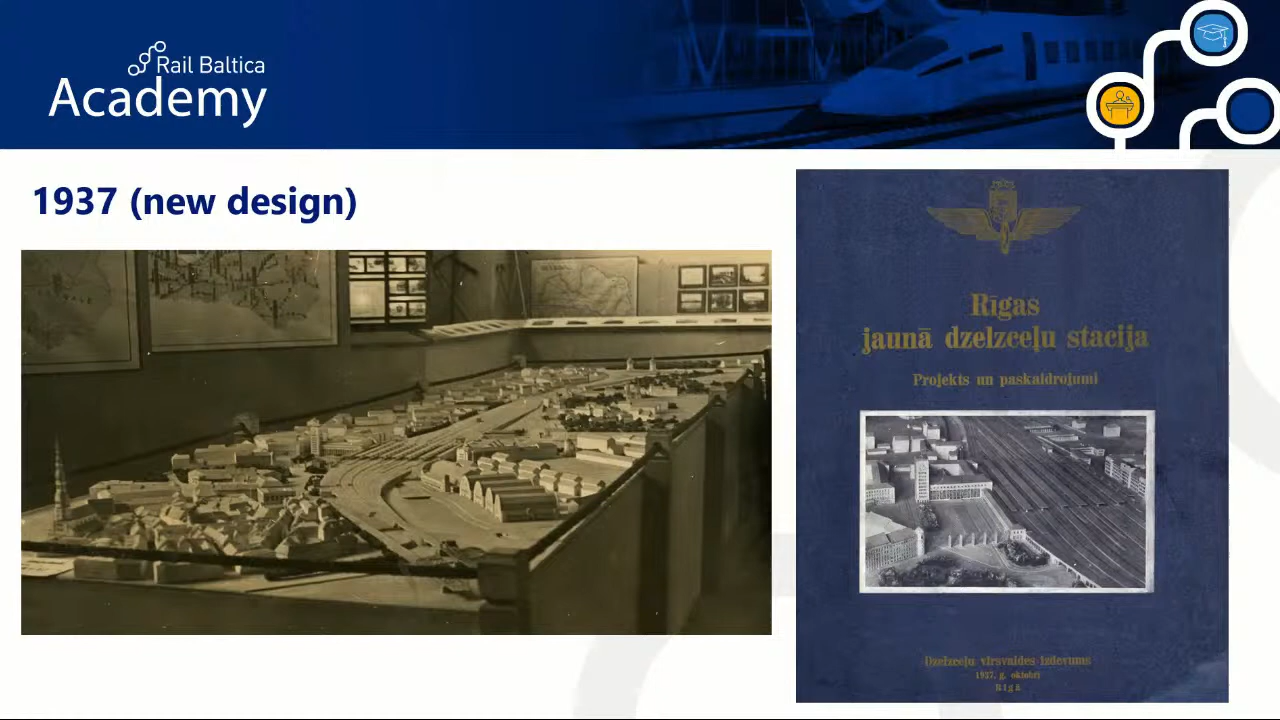 Rail Baltica
Academy
1937 (new design)
Rīgas
jaunā dzelzceļu stacija
Projekts un paskaidrojumi
Dzelzceļu virsvaldes izdevums
1937. g. oktobrī
Rīgā